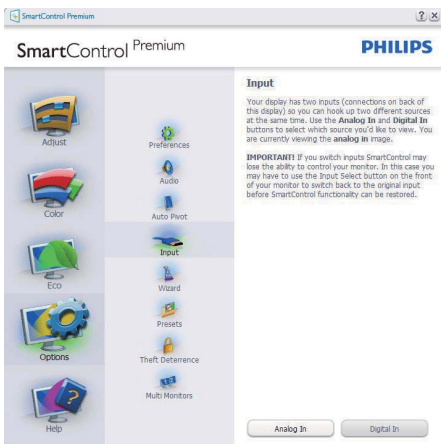 SmartControl Premium
SmartControl Premium
PHILIPS
Adjust
Color
Eco
Options
Help
Preferences
Audio
Auto Pivot
Input
Wizard
Presets
Theft Deterrence
Multi Monitors
Input
Your display has two inputs (connections on back of
this display) so you can hook up two different sources
at the same time. Use the Analog In and Digital In
buttons to select which source you'd like to view. You
are currently viewing the analog in image.
IMPORTANT! If you switch inputs SmartControl may
lose the ability to control your monitor. In this case you
may have to use the Input Select button on the front
of your monitor to switch back to the original input
before SmartControl functionality can be restored.
Analog In
Digital In